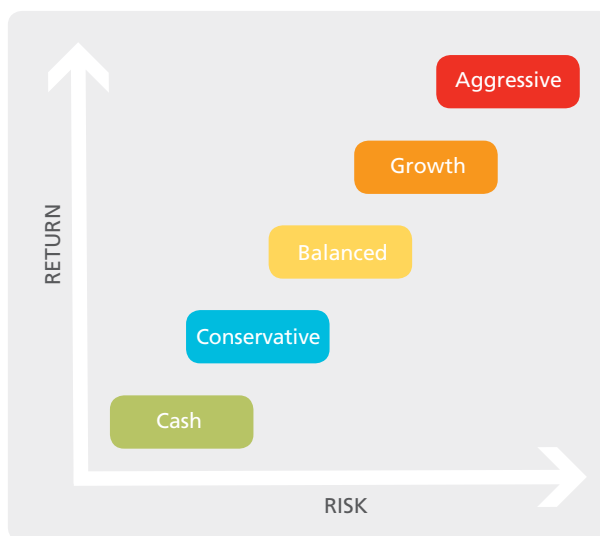 Aggressive
Growth
RETURN
Balanced
Conservative
Cash
RISK